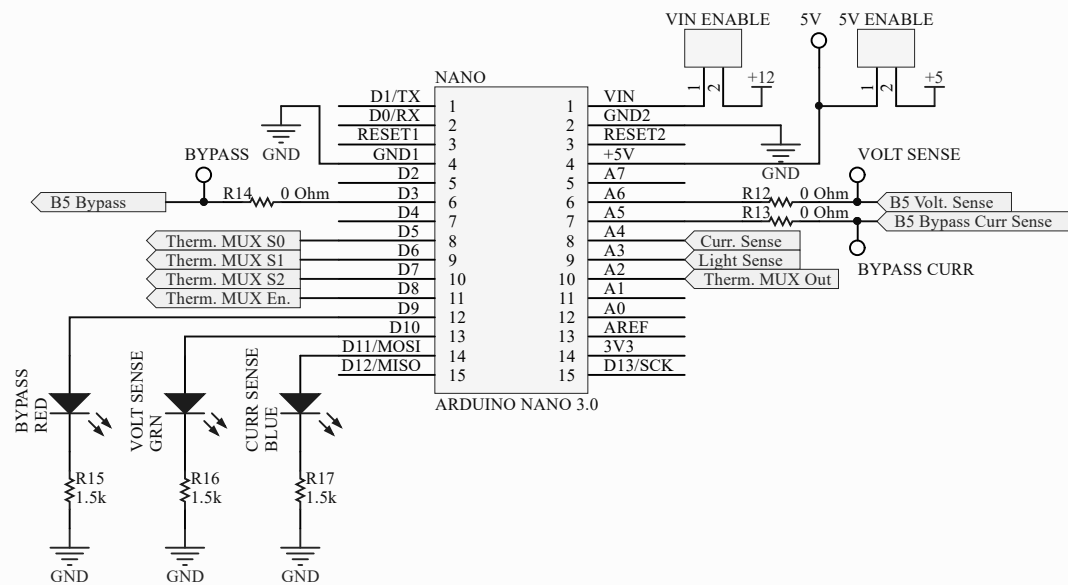 VIN ENABLE
5V
5V ENABLE
NANO
+12
+5
1
2
1
2
D1/TX
1
1
VIN
D0/RX
2
2
GND2
RESET1
3
3
RESET2
GND
GND1
4
4
+5V
GND
BYPASS
VOLT SENSE
D2
5
5
A7
B5 Bypass
R14
0 Ohm
D3
6
6
A6
R12
0 Ohm
B5 Volt. Sense
D4
7
7
A5
R13
0 Ohm
B5 Bypass Curr Sense
Therm. MUX S0
D5
8
8
A4
Curr. Sense
Therm. MUX S1
D6
9
9
A3
Light Sense
BYPASS CURR
Therm. MUX S2
D7
10
10
A2
Therm. MUX Out
Therm. MUX En.
D8
11
11
A1
D9
12
12
A0
D10
13
13
AREF
D11/MOSI
14
14
3V3
D12/MISO
15
15
D13/SCK
ARDUINO NANO 3.0
BYPASS
RED
VOLT SENSE
GRN
CURR SENSE
BLUE
R15
1.5k
R16
1.5k
R17
1.5k
GND
GND
GND